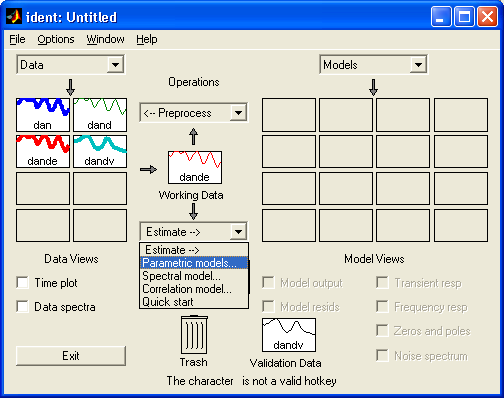 ident: Untitled
File Options Window Help
Data
Models
Operations
<-- Preprocess
dan
dand
dande
dandv
dande
Working Data
Estimate -->
Estimate -->
Parametric models...
Spectral model...
Correlation model...
Quick start
Data Views
Model Views
Time plot
Data spectra
Model output
Model resids
Transient resp
Frequency resp
Zeros and poles
Noise spectrum
Exit
Trash
dandv
Validation Data
The character is not a valid hotkey